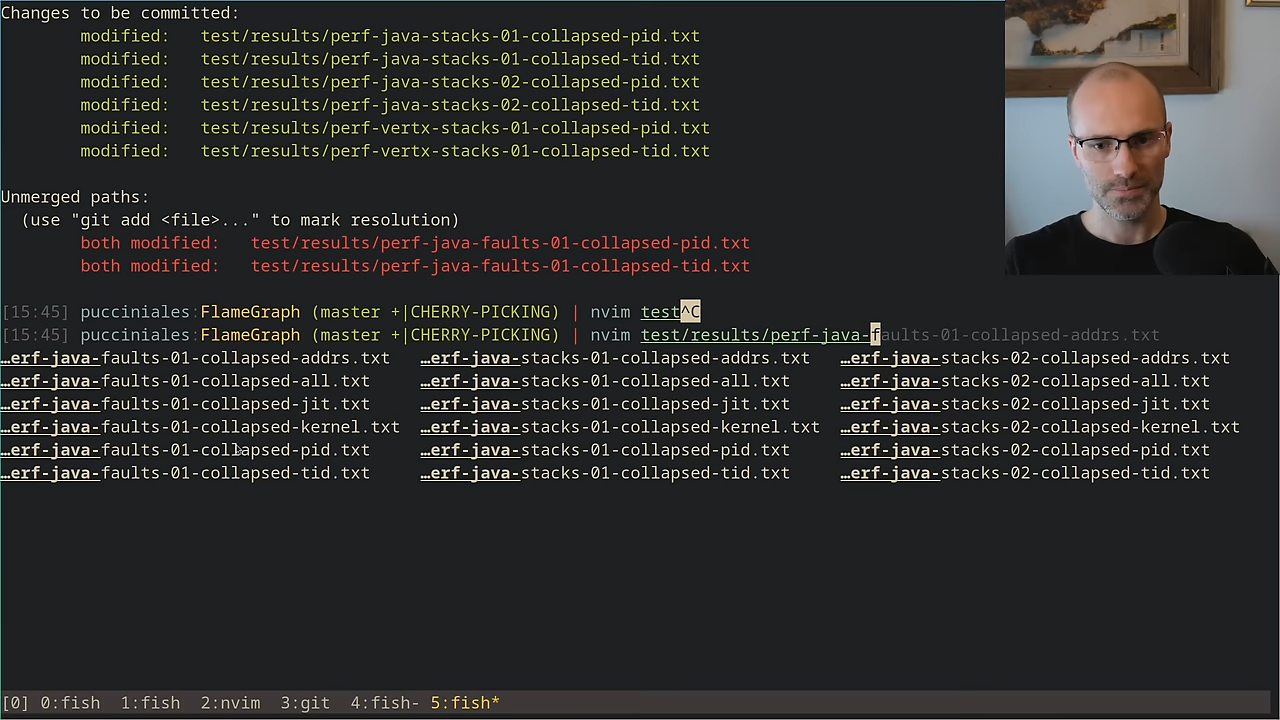 Changes to be committed:
modified:   test/results/perf-java-stacks-01-collapsed-pid.txt
modified:   test/results/perf-java-stacks-01-collapsed-tid.txt
modified:   test/results/perf-java-stacks-02-collapsed-pid.txt
modified:   test/results/perf-java-stacks-02-collapsed-tid.txt
modified:   test/results/perf-vertx-stacks-01-collapsed-pid.txt
modified:   test/results/perf-vertx-stacks-01-collapsed-tid.txt
Unmerged paths:
(use "git add <file>..." to mark resolution)
both modified:   test/results/perf-java-faults-01-collapsed-pid.txt
both modified:   test/results/perf-java-faults-01-collapsed-tid.txt
[15:45] pucciniales:FlameGraph (master +|CHERRY-PICKING) | nvim test^C
[15:45] pucciniales:FlameGraph (master +|CHERRY-PICKING) | nvim test/results/perf-java-faults-01-collapsed-addrs.txt
…erf-java-faults-01-collapsed-addrs.txt   …erf-java-stacks-01-collapsed-addrs.txt   …erf-java-stacks-02-collapsed-addrs.txt
…erf-java-faults-01-collapsed-all.txt   …erf-java-stacks-01-collapsed-all.txt   …erf-java-stacks-02-collapsed-all.txt
…erf-java-faults-01-collapsed-jit.txt   …erf-java-stacks-01-collapsed-jit.txt   …erf-java-stacks-02-collapsed-jit.txt
…erf-java-faults-01-collapsed-kernel.txt   …erf-java-stacks-01-collapsed-kernel.txt   …erf-java-stacks-02-collapsed-kernel.txt
…erf-java-faults-01-collapsed-pid.txt   …erf-java-stacks-01-collapsed-pid.txt   …erf-java-stacks-02-collapsed-pid.txt
…erf-java-faults-01-collapsed-tid.txt   …erf-java-stacks-01-collapsed-tid.txt   …erf-java-stacks-02-collapsed-tid.txt
[0] 0:fish  1:fish  2:nvim  3:git  4:fish- 5:fish*